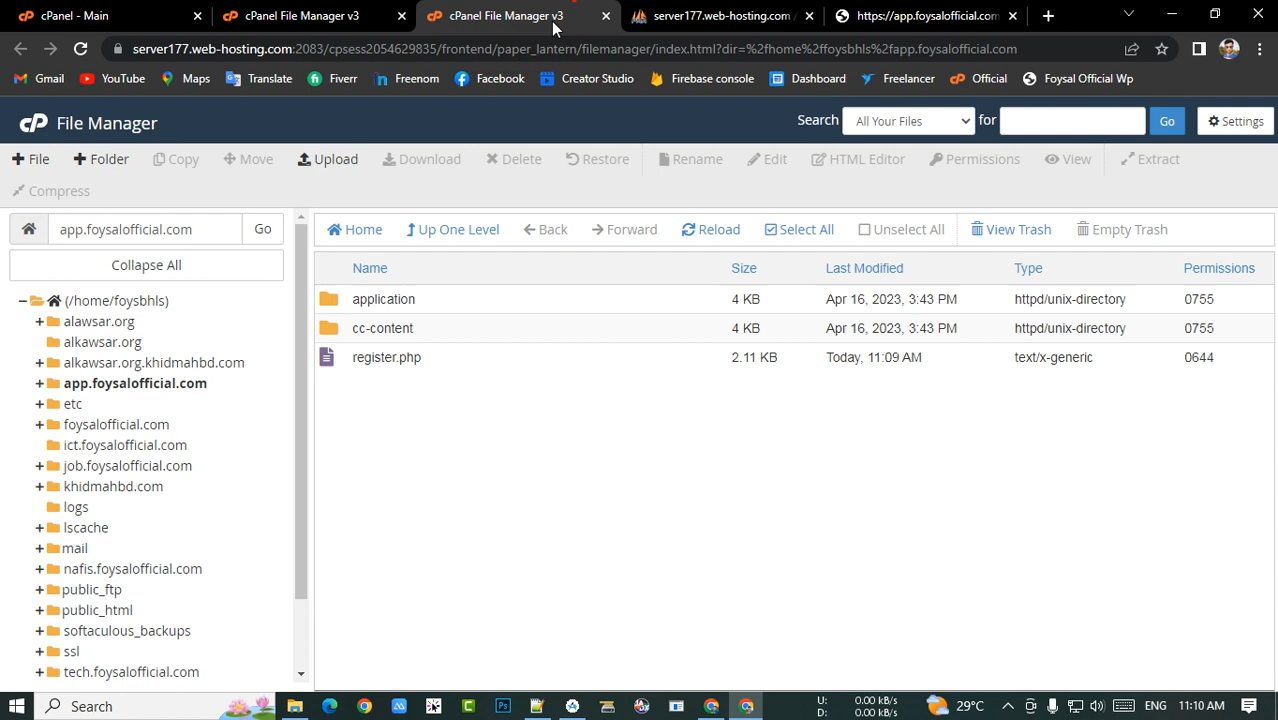 cPanel - Main
cPanel File Manager v3
cPanel File Manager v3
server177.web-hosting.com /
https://app.foysalofficial.com
server177.web-hosting.com:2083/cpsess2054629835/frontend/paper_lantern/filemanager/index.html?dir=%2fhome%2ffoysbhls%2fapp.foysalofficial.com
Gmail YouTube Maps Translate Fiverr Freenom Facebook Creator Studio Firebase console Dashboard Freelancer Official Foysal Official Wp
cP File Manager
Search All Your Files for Go Settings
File Folder Copy Move Upload Download Delete Restore Rename Edit HTML Editor Permissions View Extract
Compress
app.foysalofficial.com Go
Home Up One Level Back Forward Reload Select All Unselect All View Trash Empty Trash
Collapse All
Name Size Last Modified Type Permissions
application 4 KB Apr 16, 2023, 3:43 PM httpd/unix-directory 0755
cc-content 4 KB Apr 16, 2023, 3:43 PM httpd/unix-directory 0755
register.php 2.11 KB Today, 11:09 AM text/x-generic 0644
(/home/foysbhls)
alawsar.org
alkawsar.org
alkawsar.org.khidmahbd.com
app.foysalofficial.com
etc
foysalofficial.com
ict.foysalofficial.com
job.foysalofficial.com
khidmahbd.com
logs
lscache
mail
nafis.foysalofficial.com
public_ftp
public_html
softaculous_backups
ssl
tech.foysalofficial.com
Search
U: 0.00 kB/s
D: 0.00 kB/s
29°C
11:10 AM